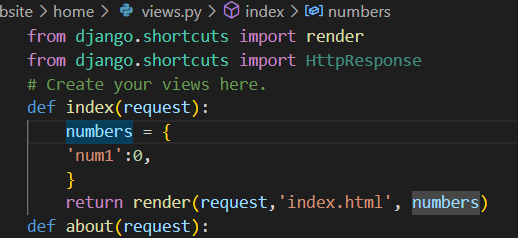 bsite > home > views.py > index > numbers
from django.shortcuts import render
from django.shortcuts import HttpResponse
# Create your views here.
def index(request):
    numbers = {
    'num1':0,
    }
    return render(request,'index.html', numbers)
def about(request):